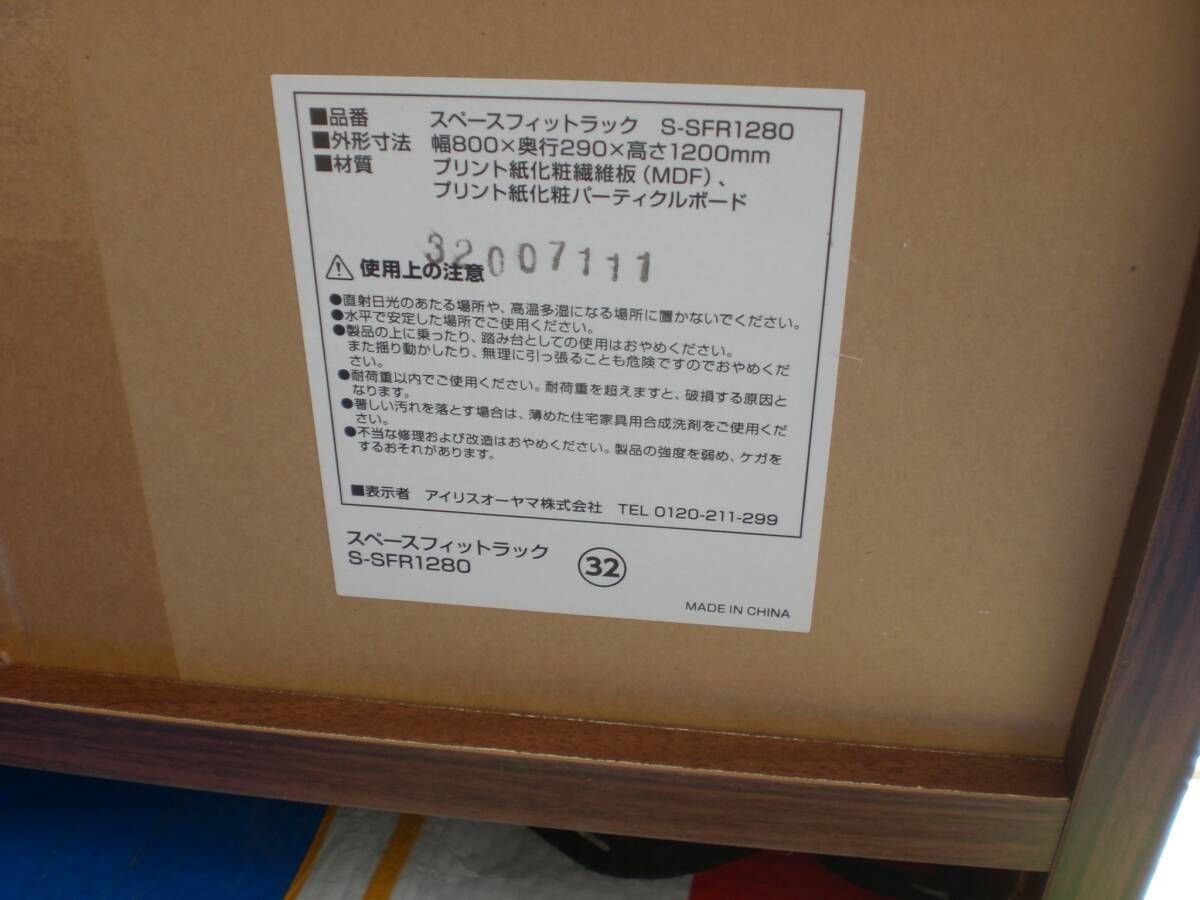 ■品番 スペースフィットラック S-SFR1280
■外形寸法 幅800×奥行290×高さ1200mm
■材質 プリント紙化粧繊維板（MDF）、
プリント紙化粧パーティクルボード
32007111
⚠使用上の注意
●直射日光のあたる場所や、高温多湿になる場所に置かないでください。
●水平で安定した場所でご使用ください。
●製品の上に乗ったり、踏み台としての使用はおやめください。
また揺り動かしたり、無理に引っ張ることも危険ですのでおやめくだ
さい。
●耐荷重以内でご使用ください。耐荷重を超えますと、破損する原因と
なります。
●著しい汚れを落とす場合は、薄めた住宅家具用合成洗剤をご使用くだ
さい。
●不当な修理および改造はおやめください。製品の強度を弱め、ケガを
するおそれがあります。
■表示者 アイリスオーヤマ株式会社 TEL 0120-211-299
スペースフィットラック
S-SFR1280
32
MADE IN CHINA